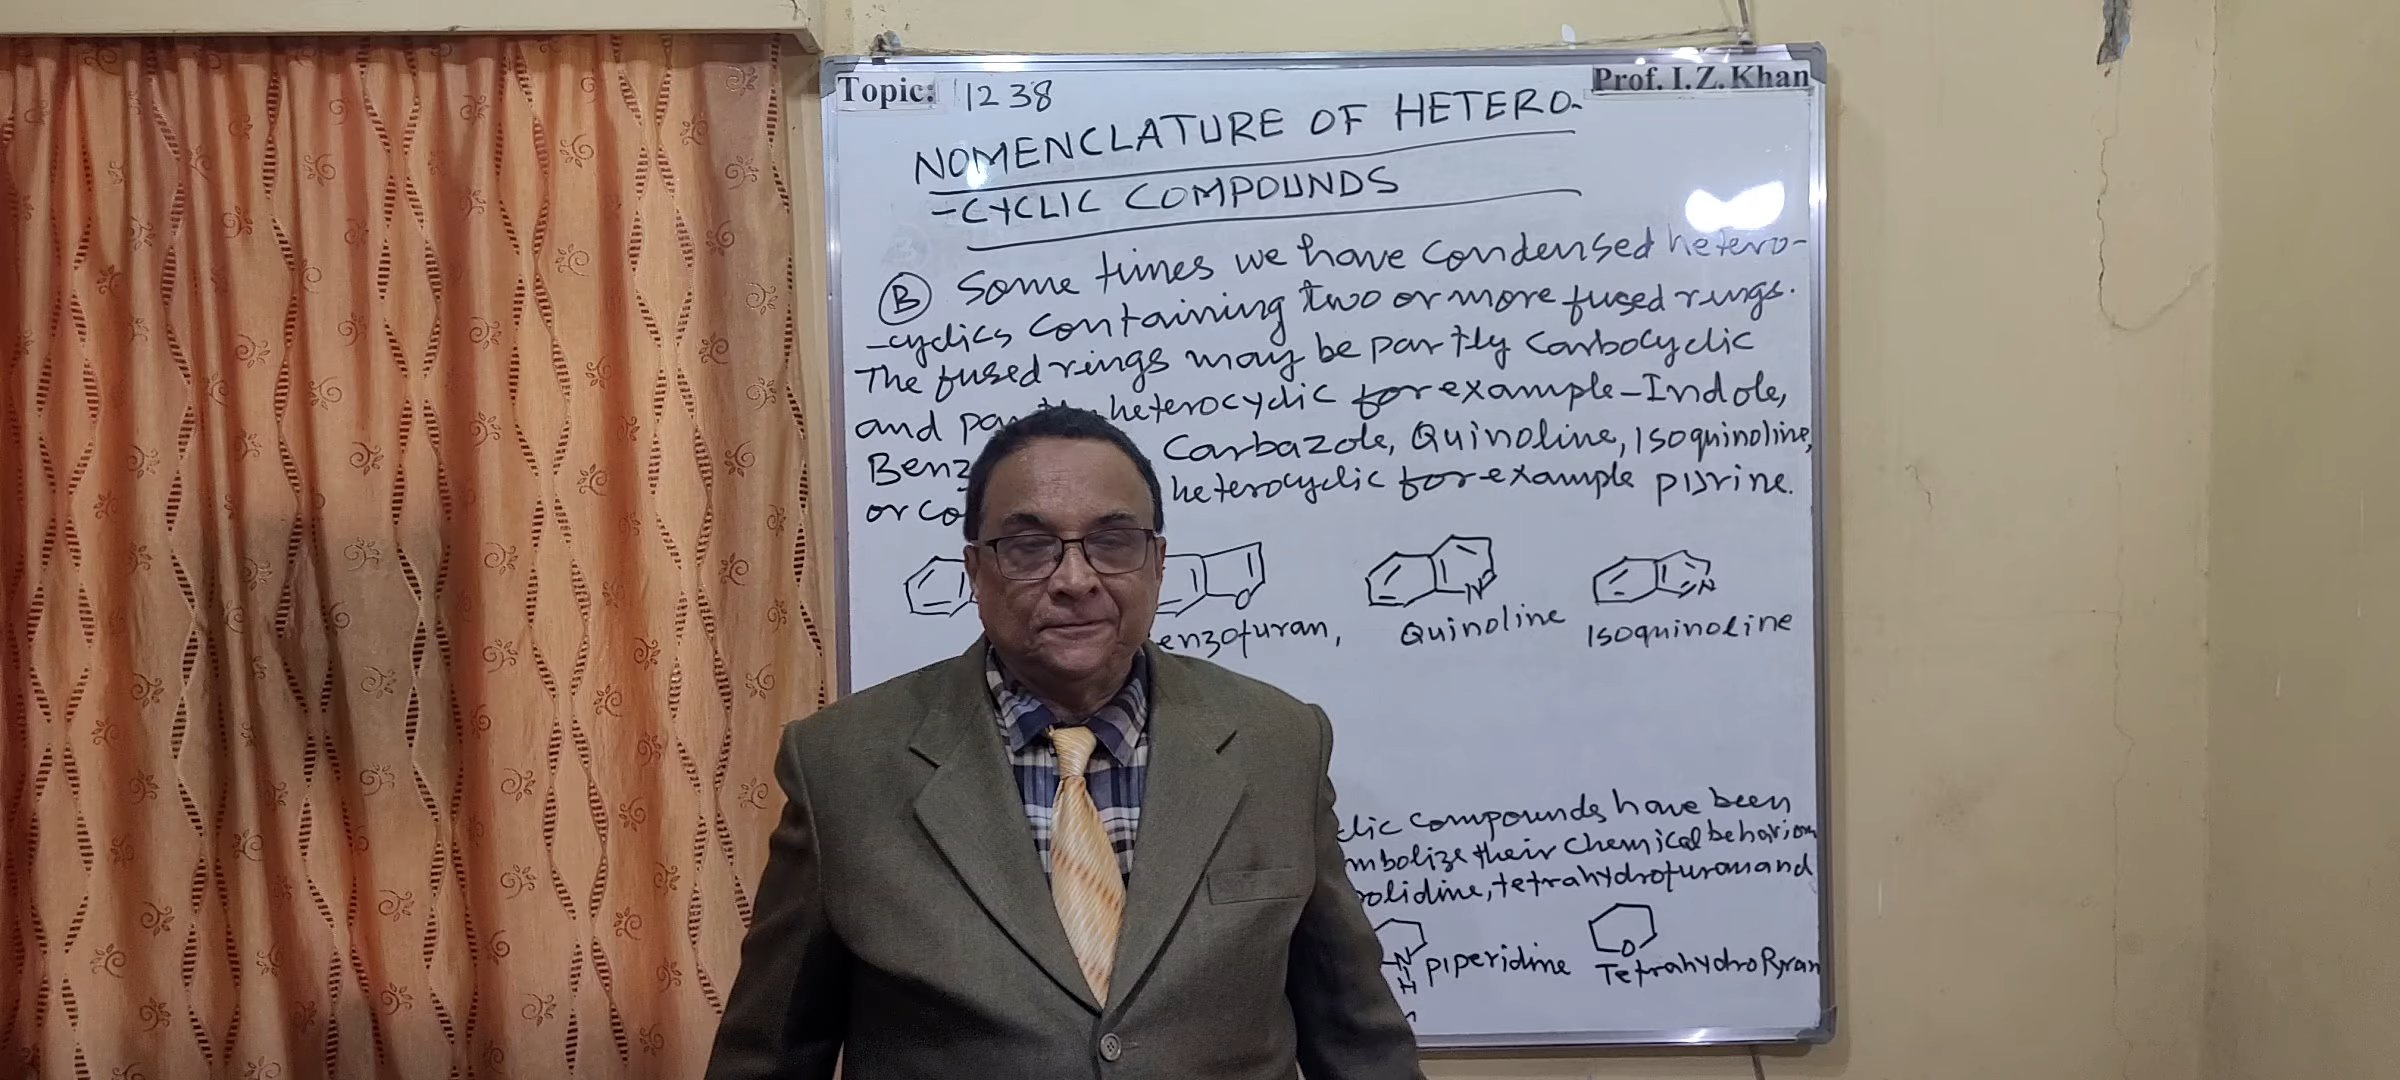 Topic: 1238
Prof. I.Z. Khan
NOMENCLATURE OF HETERO-
-CYCLIC COMPOUNDS
(B) Some times we have condensed hetero-
-cyclics containing two or more fused rings.
The fused rings may be partly carbocyclic
and heterocyclic for example-Indole,
Benz Carbazole, Quinoline, Isoquinoline,
or co heterocyclic for example purine.
N N
O
enzofuran, Quinoline Isoquinoline
clic compounds have been
mbolize their chemical behaviour
olidine, tetrahydrofuran and
N O
H piperidine TetrahydroPyran